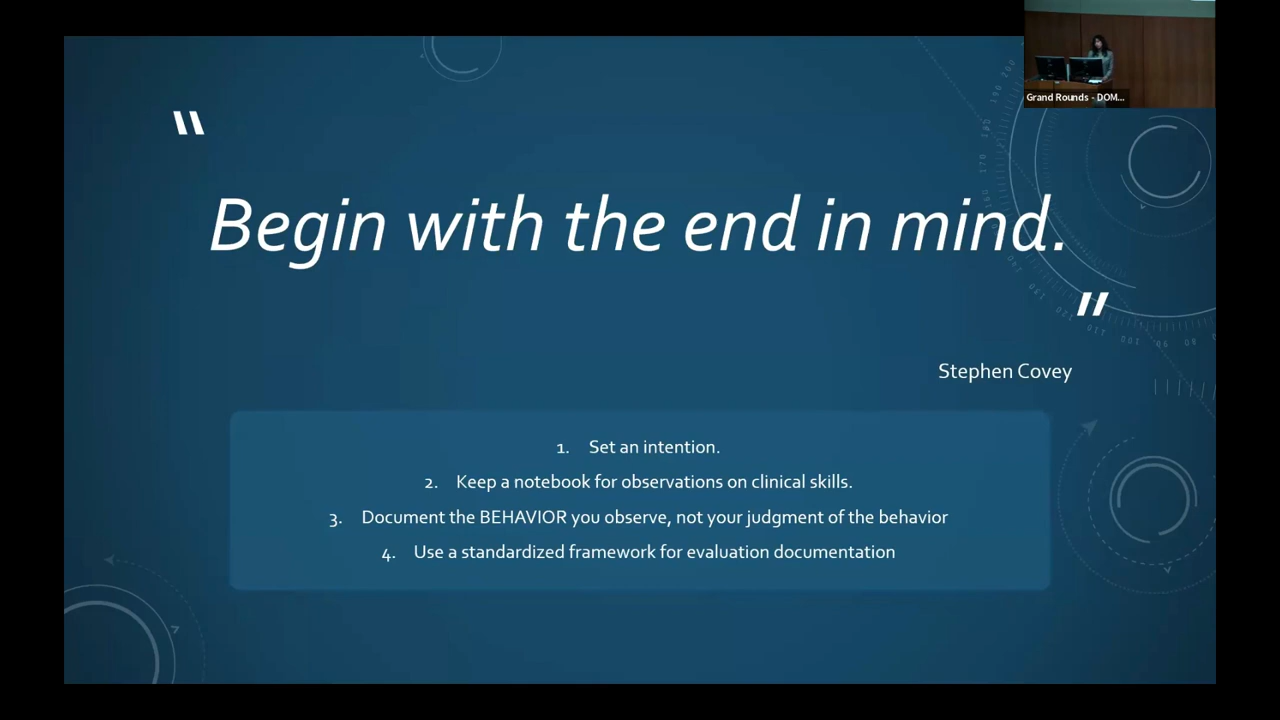 Grand Rounds - DOM...
"
Begin with the end in mind.
"
Stephen Covey
1. Set an intention.
2. Keep a notebook for observations on clinical skills.
3. Document the BEHAVIOR you observe, not your judgment of the behavior
4. Use a standardized framework for evaluation documentation